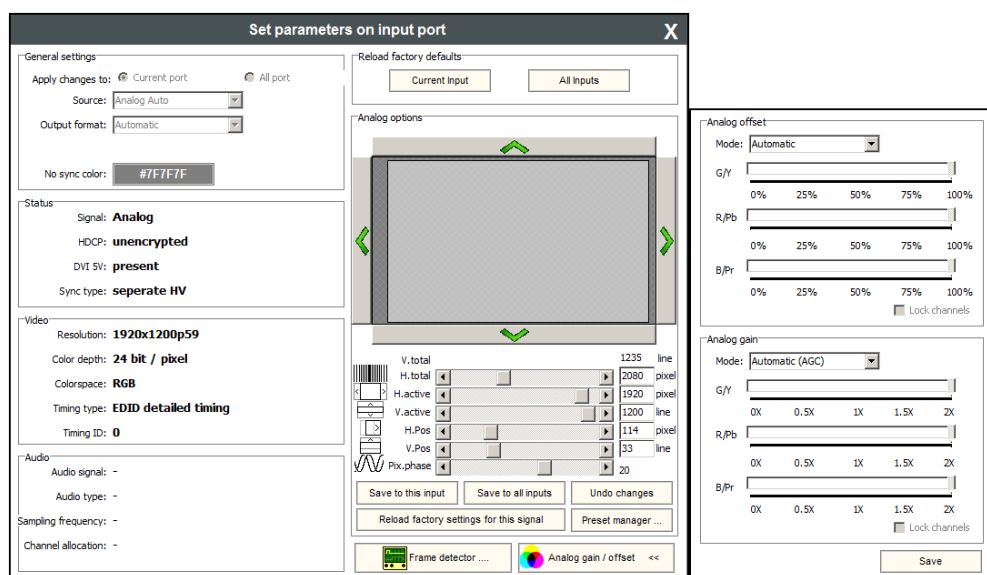 Set parameters on input port X
General settings
Apply changes to: Current port All port
Source: Analog Auto
Output format: Automatic
No sync color: #7F7F7F
Status
Signal: Analog
HDCP: unencrypted
DVI 5V: present
Sync type: seperate HV
Video
Resolution: 1920x1200p59
Color depth: 24 bit / pixel
Colorspace: RGB
Timing type: EDID detailed timing
Timing ID: 0
Audio
Audio signal: -
Audio type: -
Sampling frequency: -
Channel allocation: -
Reload factory defaults
Current Input All Inputs
Analog options
V.total 1235 line
H.total 2080 pixel
H.active 1920 pixel
V.active 1200 line
H.Pos 114 pixel
V.Pos 33 line
Pix.phase 20
Save to this input Save to all inputs Undo changes
Reload factory settings for this signal Preset manager ...
Frame detector .... Analog gain / offset <<
Analog offset
Mode: Automatic
G/Y
0% 25% 50% 75% 100%
R/Pb
0% 25% 50% 75% 100%
B/Pr
0% 25% 50% 75% 100%
Lock channels
Analog gain
Mode: Automatic (AGC)
G/Y
0X 0.5X 1X 1.5X 2X
R/Pb
0X 0.5X 1X 1.5X 2X
B/Pr
0X 0.5X 1X 1.5X 2X
Lock channels
Save